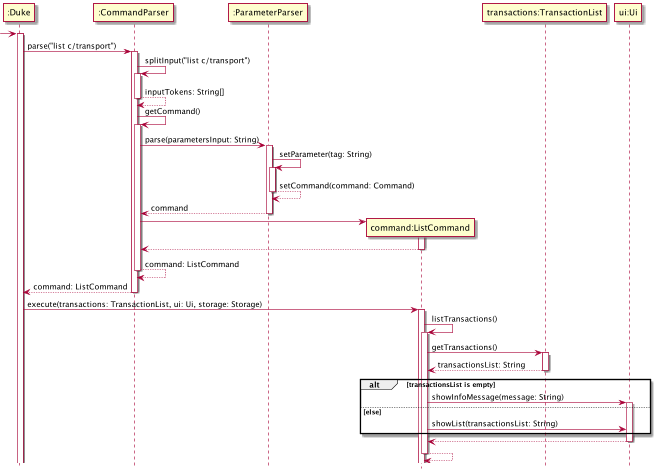 :Duke :CommandParser :ParameterParser transactions:TransactionList ui:Ui
parse("list c/transport")
splitInput("list c/transport")
inputTokens: String[]
getCommand()
parse(parametersInput: String)
setParameter(tag: String)
setCommand(command: Command)
command
command:ListCommand
command: ListCommand
command: ListCommand
execute(transactions: TransactionList, ui: Ui, storage: Storage)
listTransactions()
getTransactions()
transactionsList: String
alt [transactionsList is empty]
showInfoMessage(message: String)
[else]
showList(transactionsList: String)